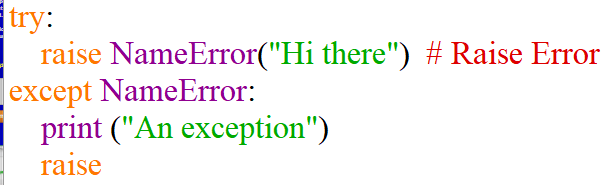 try:
    raise NameError("Hi there")  # Raise Error
except NameError:
    print ("An exception")
    raise